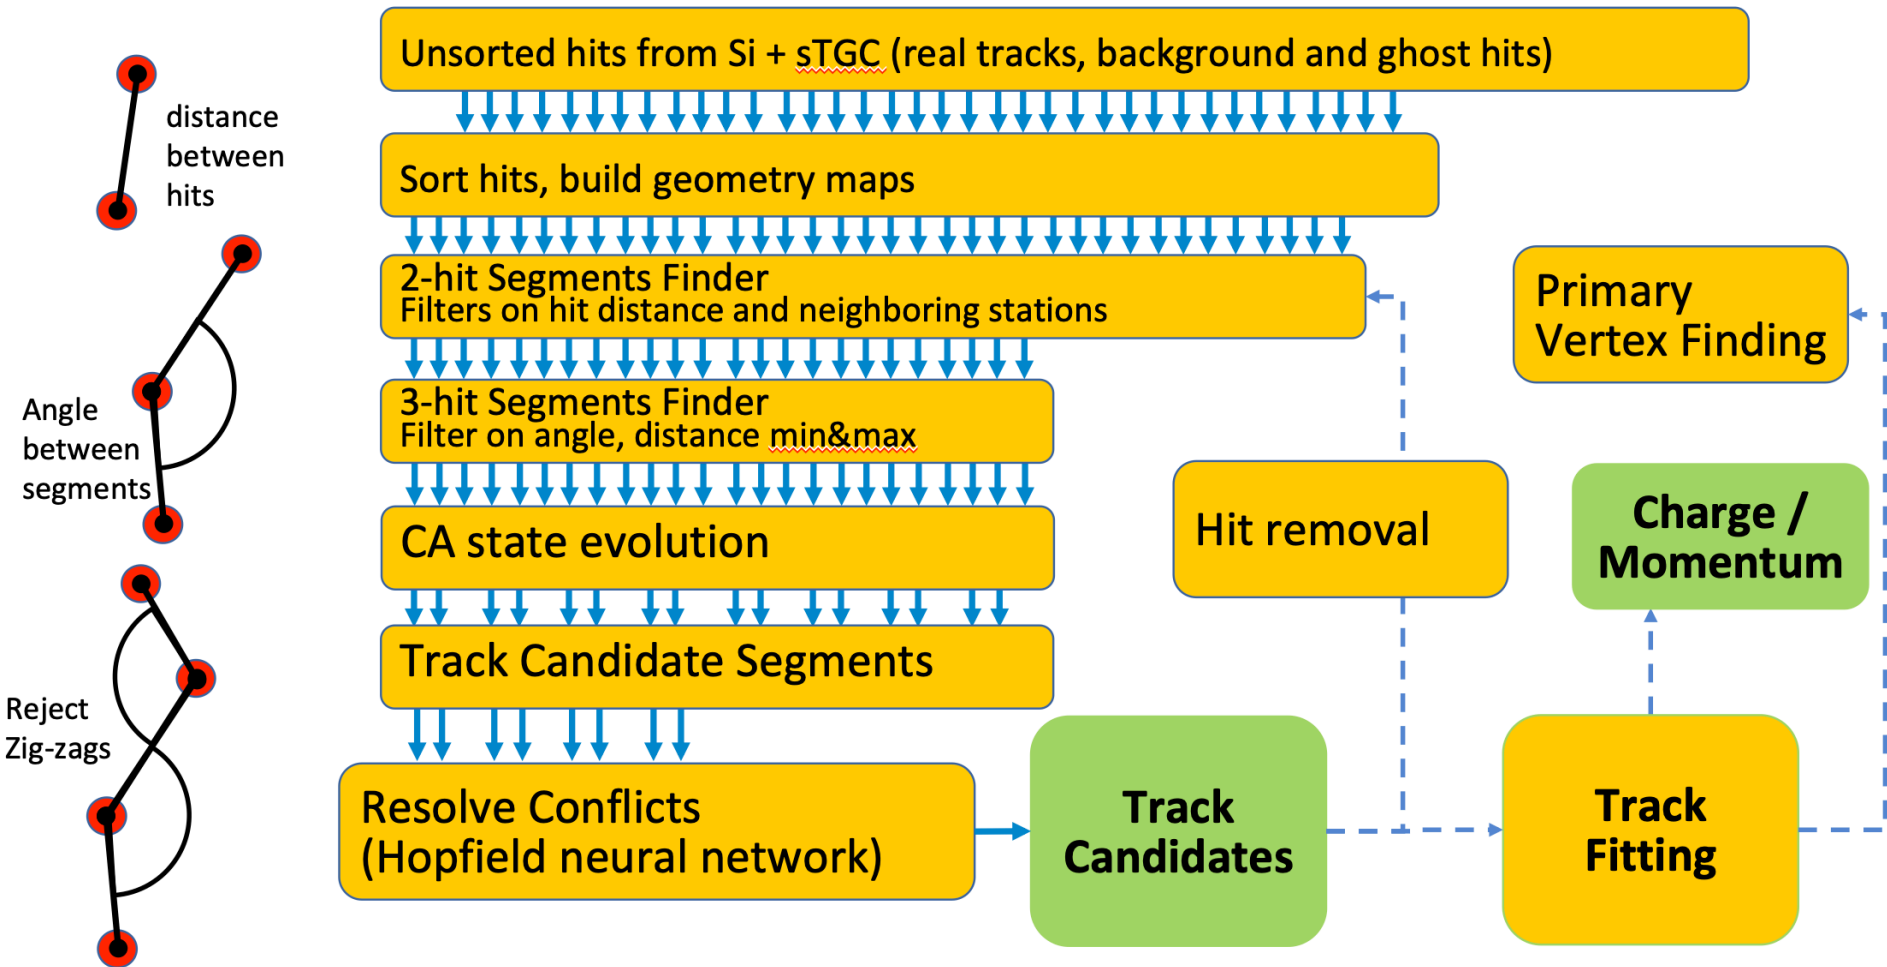 Unsorted hits from Si + sTGC (real tracks, background and ghost hits)
distance
between
hits
Sort hits, build geometry maps
2-hit Segments Finder
Filters on hit distance and neighboring stations
Primary
Vertex Finding
3-hit Segments Finder
Filter on angle, distance min&max
Angle
between
segments
Hit removal
Charge /
Momentum
CA state evolution
Track Candidate Segments
Reject
Zig-zags
Resolve Conflicts
(Hopfield neural network)
Track
Candidates
Track
Fitting